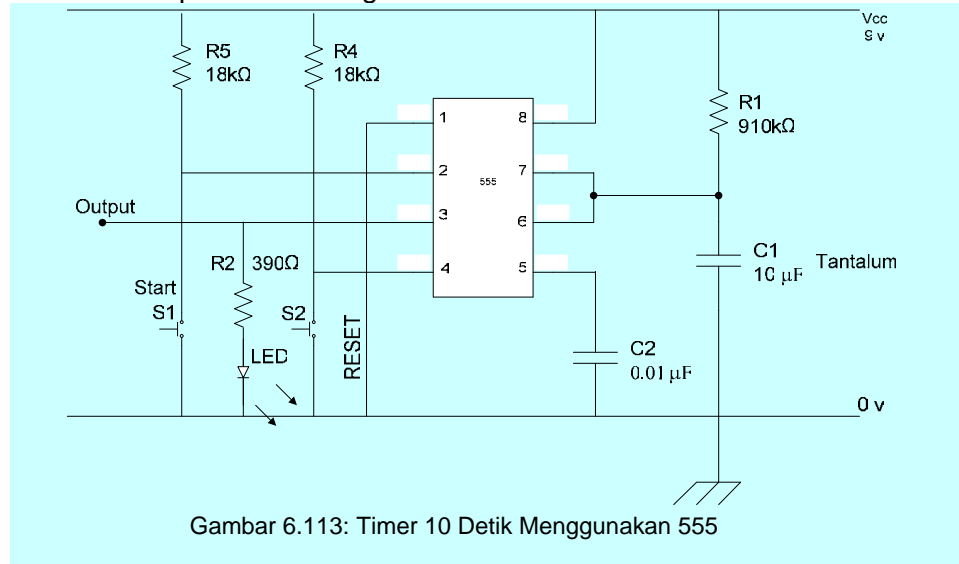 Vcc
9 v
R5
18kΩ
R4
18kΩ
R1
910kΩ
1
8
2
7
555
3
6
4
5
Output
R2 390Ω
Start
S1
S2
LED
RESET
C1
10 µF
Tantalum
C2
0.01 µF
0 v
Gambar 6.113: Timer 10 Detik Menggunakan 555